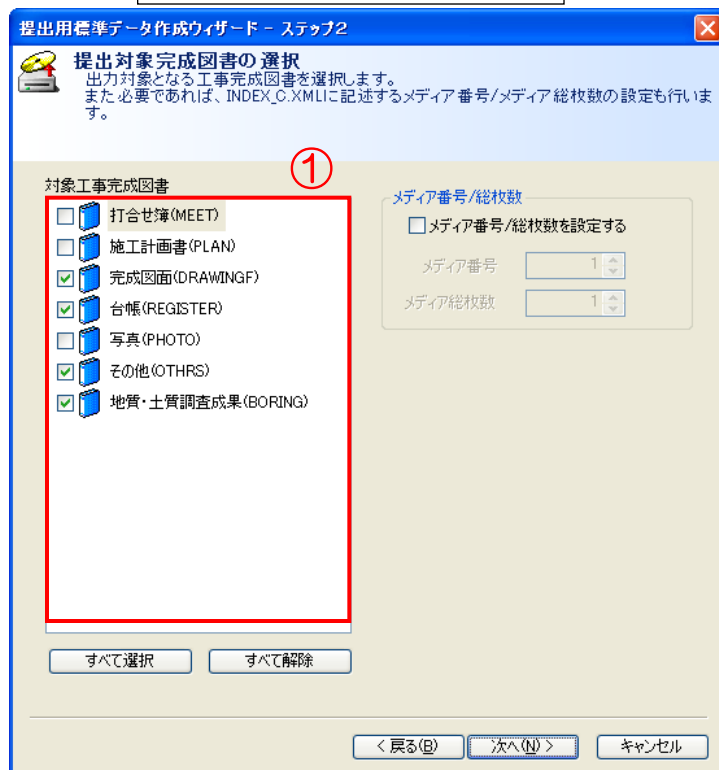 提出用標準データ作成ウィザード - ステップ2
提出対象完成図書の選択
出力対象となる工事完成図書を選択します。
また必要であれば、INDEX_C.XMLに記述するメディア番号/メディア総枚数の設定も行いま
す。
①
対象工事完成図書
打合せ簿(MEET)
施工計画書(PLAN)
完成図面(DRAWINGF)
台帳(REGISTER)
写真(PHOTO)
その他(OTHRS)
地質・土質調査成果(BORING)
メディア番号/総枚数
メディア番号/総枚数を設定する
メディア番号 1
メディア総枚数 1
すべて選択 すべて解除
< 戻る(B) 次へ(N) > キャンセル